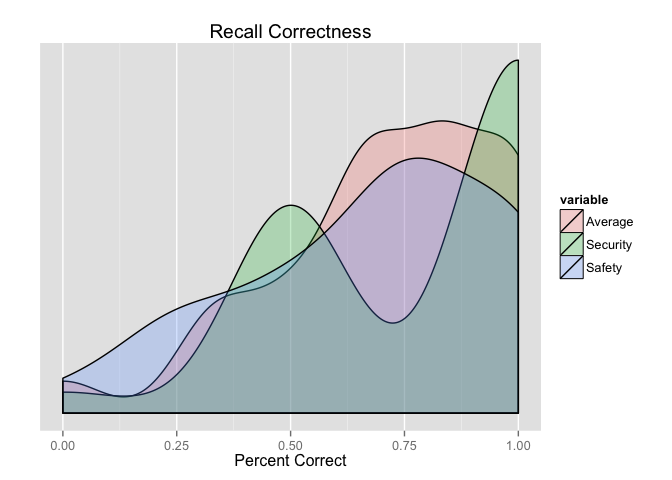 Recall Correctness
variable
Average
Security
Safety
0.00 0.25 0.50 0.75 1.00
Percent Correct